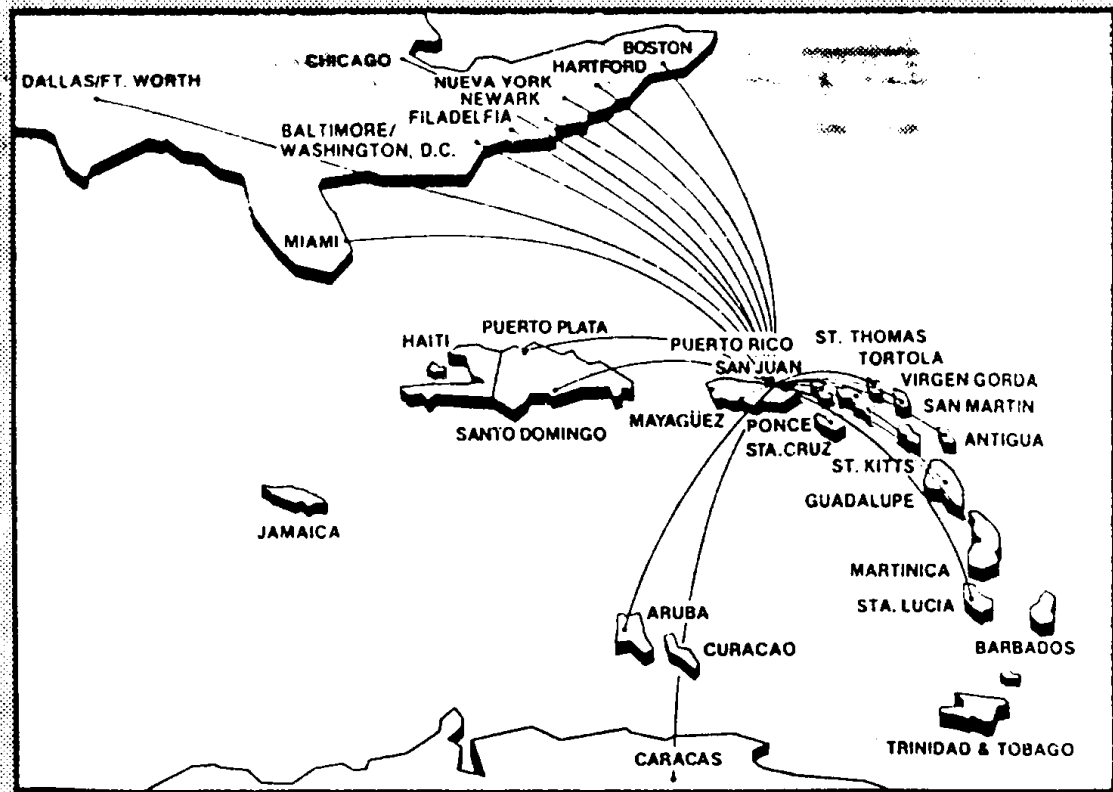 BOSTON
CHICAGO
HARTFORD
DALLAS/FT. WORTH
NUEVA YORK
NEWARK
FILADELFIA
BALTIMORE/
WASHINGTON, D.C.
MIAMI
PUERTO PLATA
HAITI
PUERTO RICO
ST. THOMAS
TORTOLA
SAN JUAN
VIRGEN GORDA
SAN MARTIN
MAYAGÜEZ
PONCE
SANTO DOMINGO
STA. CRUZ
ANTIGUA
ST. KITTS
GUADALUPE
JAMAICA
MARTINICA
STA. LUCIA
ARUBA
CURACAO
BARBADOS
TRINIDAD & TOBAGO
CARACAS